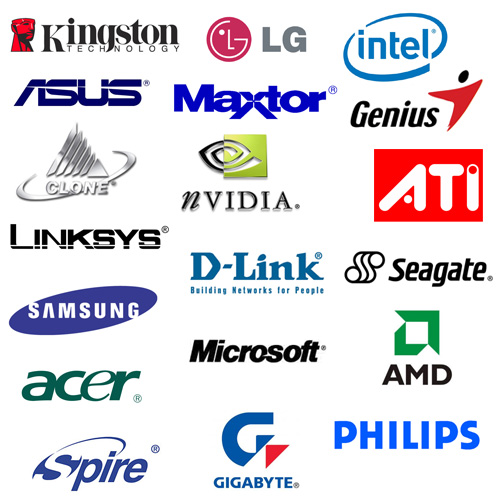 Kingston
TECHNOLOGY
LG
intel®
ASUS®
Maxtor®
Genius
CLONE®
nVIDIA®
ATi
LINKSYS®
D-Link®
Building Networks for People
Seagate®
SAMSUNG
Microsoft®
AMD
acer®
Spire®
GIGABYTE®
PHILIPS